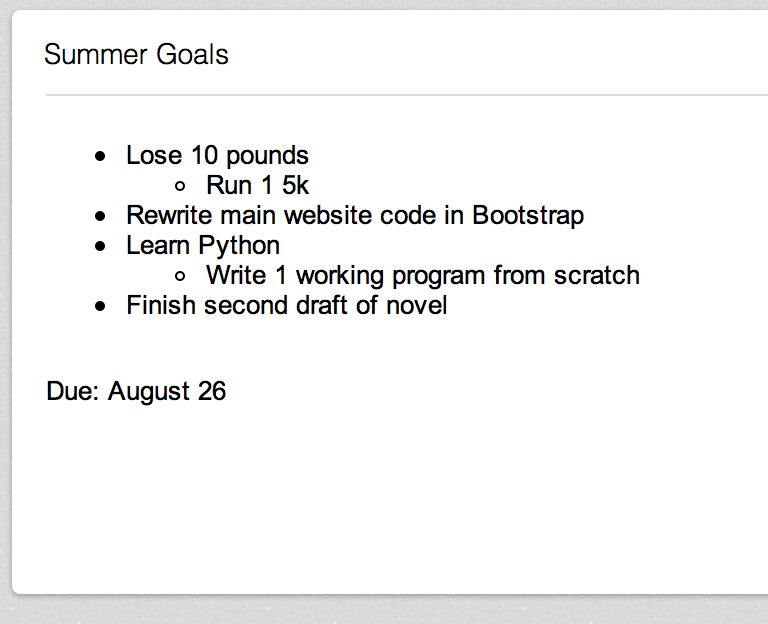 Summer Goals
• Lose 10 pounds
◦ Run 1 5k
• Rewrite main website code in Bootstrap
• Learn Python
◦ Write 1 working program from scratch
• Finish second draft of novel
Due: August 26